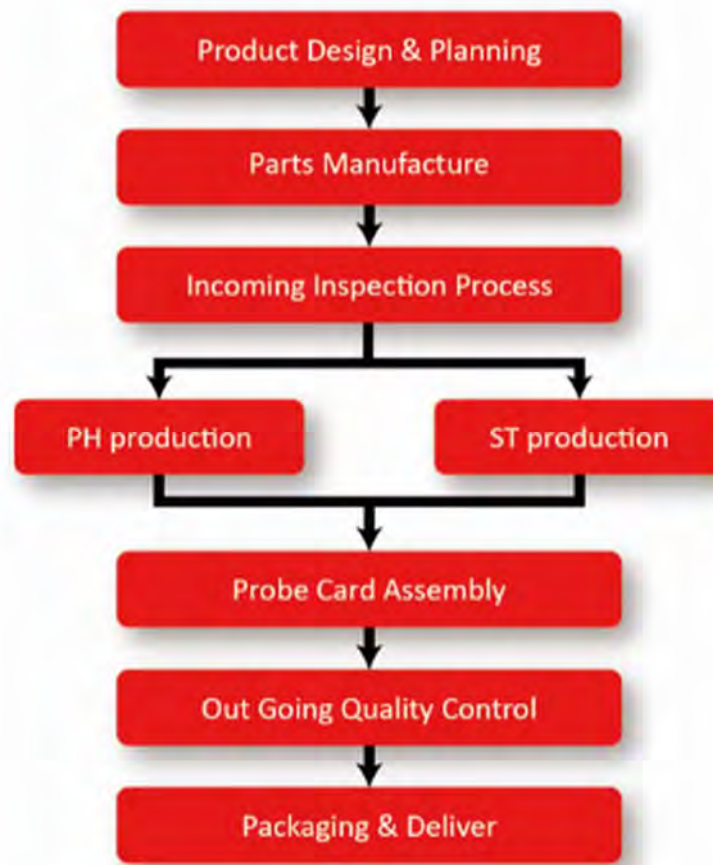 Product Design & Planning
Parts Manufacture
Incoming Inspection Process
PH production
ST production
Probe Card Assembly
Out Going Quality Control
Packaging & Deliver